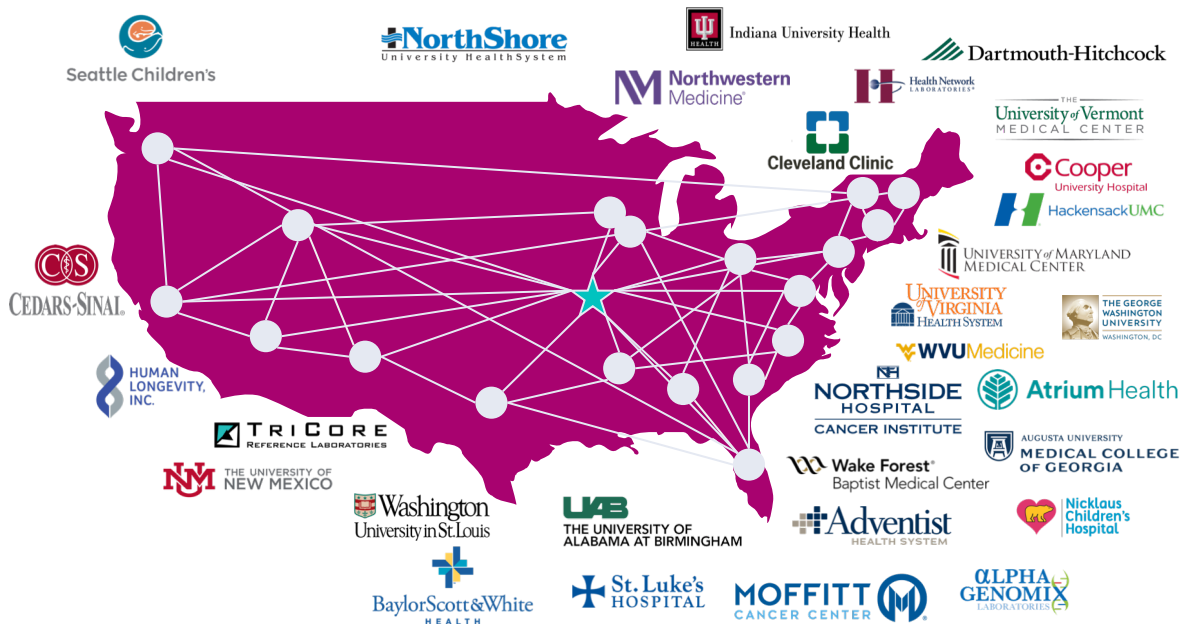 Seattle Children's
NorthShore
University HealthSystem
HEALTH
Indiana University Health
Dartmouth-Hitchcock
Northwestern
Medicine®
H
Health Network
LABORATORIES®
THE
University of Vermont
MEDICAL CENTER
Cleveland Clinic
Cooper
University Hospital
HackensackUMC
UNIVERSITY of MARYLAND
MEDICAL CENTER
CS
CEDARS-SINAI.®
UNIVERSITY
of VIRGINIA
HEALTH SYSTEM
THE GEORGE
WASHINGTON
UNIVERSITY
WASHINGTON, DC
WVUMedicine
HUMAN
LONGEVITY,
INC.
NORTHSIDE
HOSPITAL
CANCER INSTITUTE
Atrium Health
TRICORE
REFERENCE LABORATORIES
AUGUSTA UNIVERSITY
MEDICAL COLLEGE
OF GEORGIA
NM
THE UNIVERSITY OF
NEW MEXICO
Wake Forest®
Baptist Medical Center
Washington
University in St. Louis
UAB
THE UNIVERSITY OF
ALABAMA AT BIRMINGHAM
Adventist
HEALTH SYSTEM
Nicklaus
Children's
Hospital
BaylorScott&White
HEALTH
St. Luke's
HOSPITAL
MOFFITT
CANCER CENTER
M®
ALPHA
GENOMIX
LABORATORIES